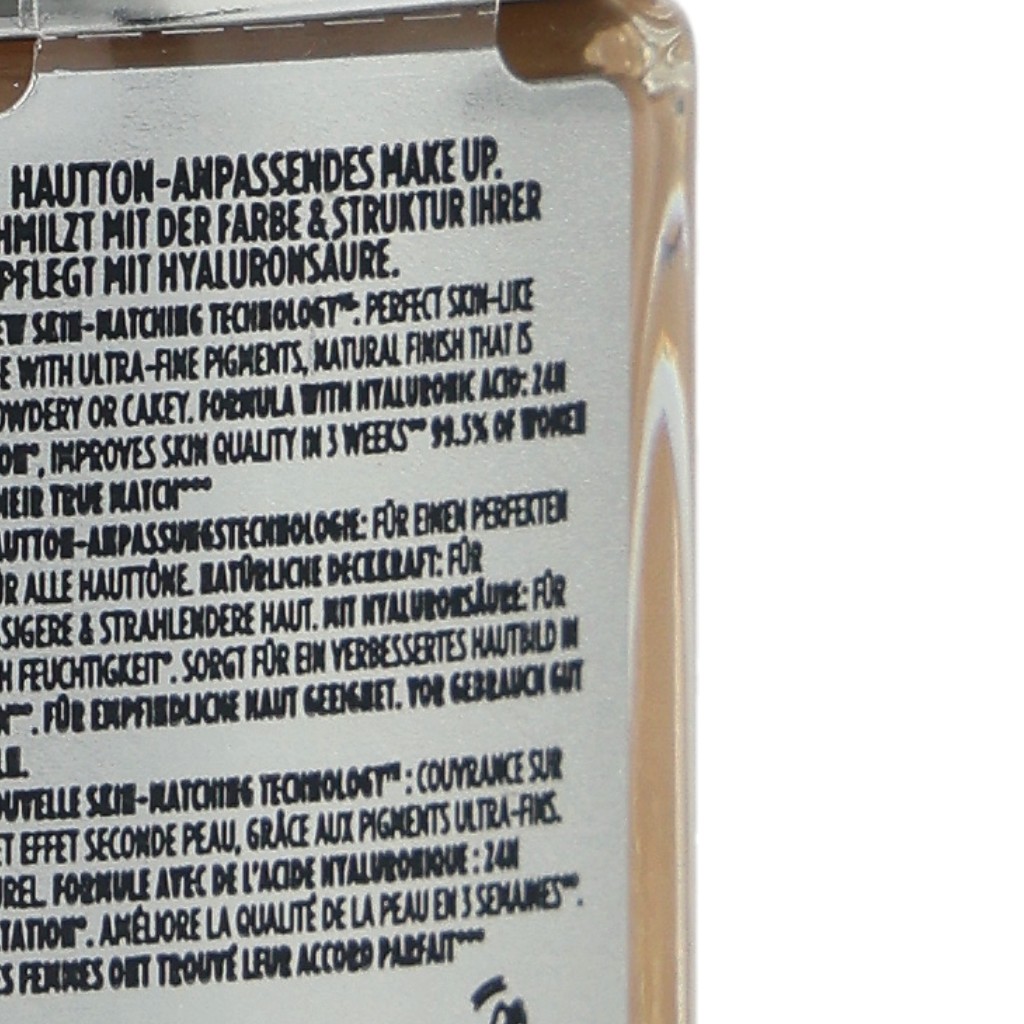 HAUTTON-ANPASSENDES MAKE UP.
HMILZT MIT DER FARBE & STRUKTUR IHRER
PFLEGT MIT HYALURONSÄURE.
EW SKIN-MATCHING TECHNOLOGY™. PERFECT SKIN-LIKE
E WITH ULTRA-FINE PIGMENTS, NATURAL FINISH THAT IS
OWDERY OR CAKEY. FORMULA WITH HYALURONIC ACID: 24H
ON*, IMPROVES SKIN QUALITY IN 3 WEEKS** 99.5% OF WOMEN
HEIR TRUE MATCH***
AUTTON-ANPASSUNGSTECHNOLOGIE: FÜR EINEN PERFEKTEN
ÜR ALLE HAUTTÖNE. NATÜRLICHE DECKKRAFT: FÜR
SIGERE & STRAHLENDERE HAUT. MIT HYALURONSÄURE: FÜR
H FEUCHTIGKEIT*. SORGT FÜR EIN VERBESSERTES HAUTBILD IN
N**. FÜR EMPFINDLICHE HAUT GEEIGNET. VOR GEBRAUCH GUT
LN.
OUVELLE SKIN-MATCHING TECHNOLOGY™ : COUVRANCE SUR
ET EFFET SECONDE PEAU, GRÂCE AUX PIGMENTS ULTRA-FINS.
UREL. FORMULE AVEC DE L'ACIDE HYALURONIQUE : 24H
TATION*. AMÉLIORE LA QUALITÉ DE LA PEAU EN 3 SEMAINES**.
ES FEMMES ONT TROUVÉ LEUR ACCORD PARFAIT***